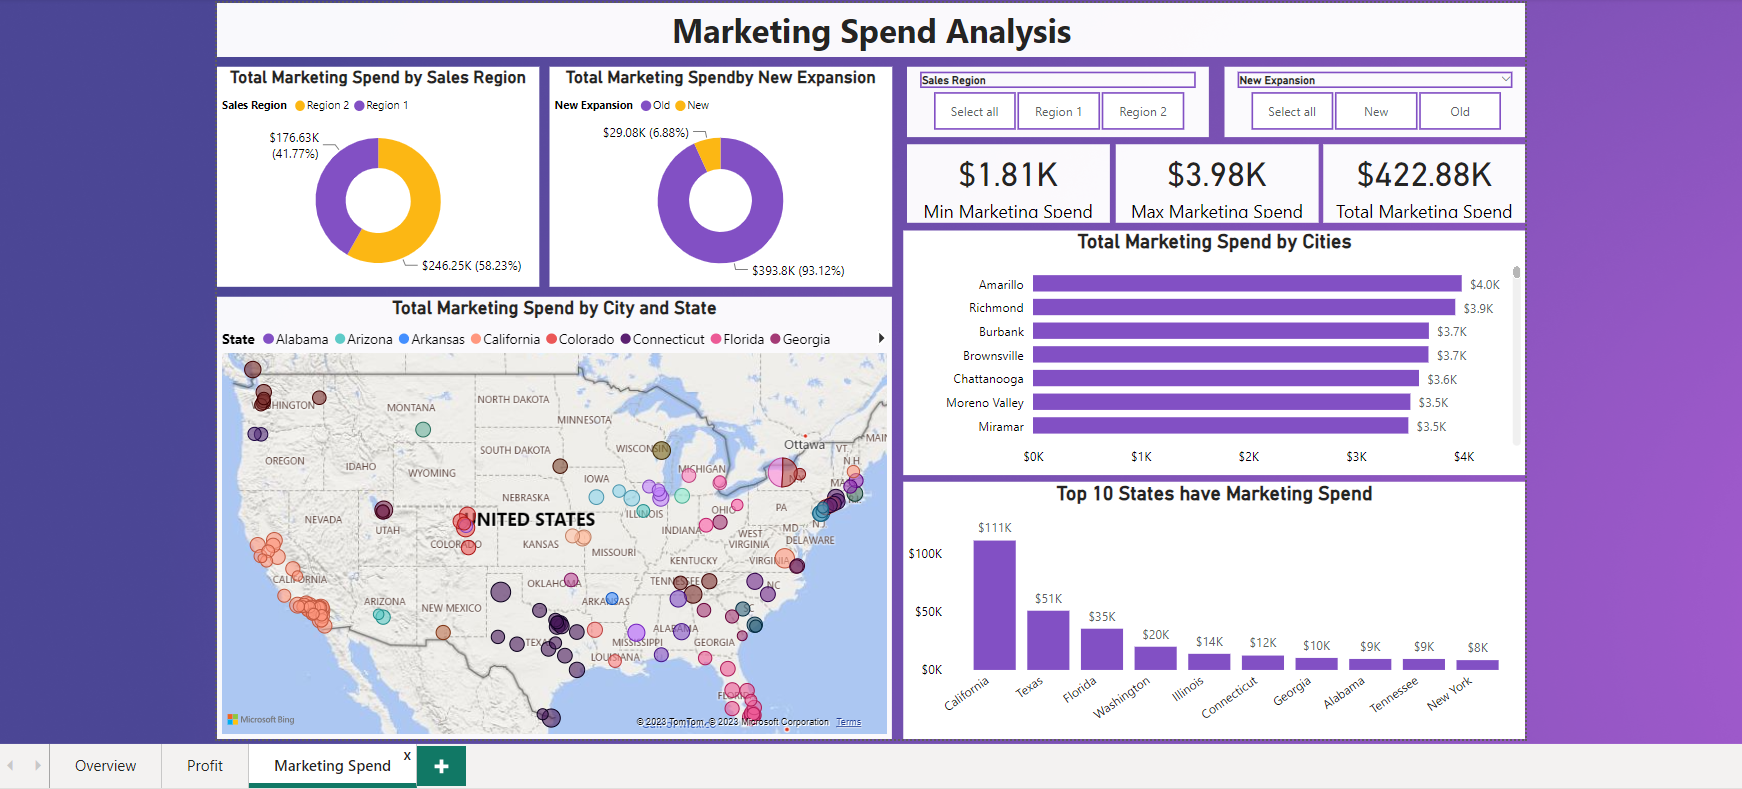 Marketing Spend Analysis
Total Marketing Spend by Sales Region
Sales Region Region 2 Region 1
$176.63K
(41.77%)
$246.25K (58.23%)
Total Marketing Spendby New Expansion
New Expansion Old New
$29.08K (6.88%)
$393.8K (93.12%)
Sales Region
Select all Region 1 Region 2
New Expansion
Select all New Old
$1.81K
Min Marketing Spend
$3.98K
Max Marketing Spend
$422.88K
Total Marketing Spend
Total Marketing Spend by City and State
State Alabama Arizona Arkansas California Colorado Connecticut Florida Georgia
NORTH DAKOTA
MONTANA
MINNESOTA
Ottawa
OREGON
IDAHO
SOUTH DAKOTA
WISCONSIN
VT
N H
WYOMING
MICHIGAN
IOWA
NEBRASKA
NEVADA
UTAH
UNITED STATES
ILLINOIS
INDIANA
OHIO
PA
N J
MD
COLORADO
KANSAS
MISSOURI
WEST
VIRGINIA
DELAWARE
KENTUCKY
VIRGINIA
CALIFORNIA
OKLAHOMA
TENNESSEE
NC
ARIZONA
NEW MEXICO
ARKANSAS
ALABAMA
MISSISSIPPI
GEORGIA
LOUISIANA
Microsoft Bing
© 2023 TomTom, © 2023 Microsoft Corporation Terms
Total Marketing Spend by Cities
Amarillo $4.0K
Richmond $3.9K
Burbank $3.7K
Brownsville $3.7K
Chattanooga $3.6K
Moreno Valley $3.5K
Miramar $3.5K
$0K $1K $2K $3K $4K
Top 10 States have Marketing Spend
$100K
$50K
$0K
$111K
$51K
$35K
$20K
$14K
$12K
$10K
$9K
$9K
$8K
California
Texas
Florida
Washington
Illinois
Connecticut
Georgia
Alabama
Tennessee
New York
Overview Profit Marketing Spend x +